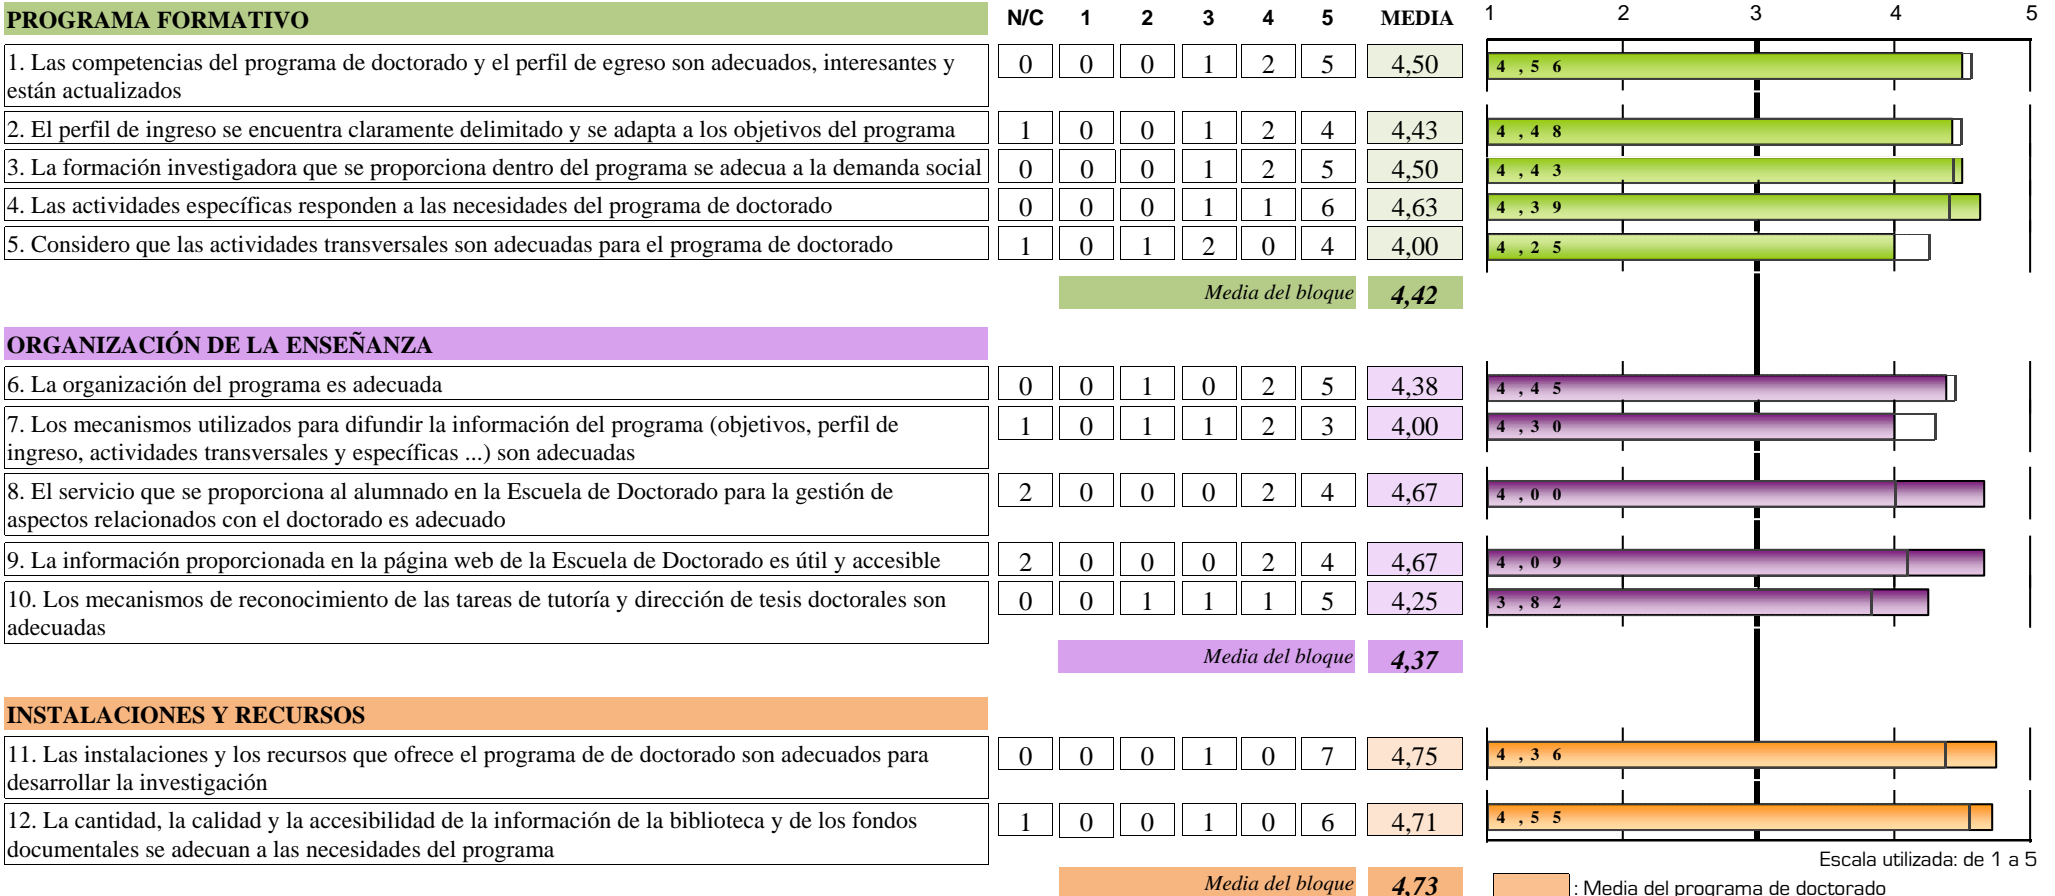 PROGRAMA FORMATIVO N/C 1 2 3 4 5 MEDIA 1 2 3 4 5
1. Las competencias del programa de doctorado y el perfil de egreso son adecuados, interesantes y 0 0 0 1 2 5 4,50 4,56
están actualizados
2. El perfil de ingreso se encuentra claramente delimitado y se adapta a los objetivos del programa 1 0 0 1 2 4 4,43 4,48
3. La formación investigadora que se proporciona dentro del programa se adecua a la demanda social 0 0 0 1 2 5 4,50 4,43
4. Las actividades específicas responden a las necesidades del programa de doctorado 0 0 0 1 1 6 4,63 4,39
5. Considero que las actividades transversales son adecuadas para el programa de doctorado 1 0 1 2 0 4 4,00 4,25
Media del bloque 4,42
ORGANIZACIÓN DE LA ENSEÑANZA
6. La organización del programa es adecuada 0 0 1 0 2 5 4,38 4,45
7. Los mecanismos utilizados para difundir la información del programa (objetivos, perfil de 1 0 1 1 2 3 4,00 4,30
ingreso, actividades transversales y específicas ...) son adecuadas
8. El servicio que se proporciona al alumnado en la Escuela de Doctorado para la gestión de 2 0 0 0 2 4 4,67 4,00
aspectos relacionados con el doctorado es adecuado
9. La información proporcionada en la página web de la Escuela de Doctorado es útil y accesible 2 0 0 0 2 4 4,67 4,09
10. Los mecanismos de reconocimiento de las tareas de tutoría y dirección de tesis doctorales son 0 0 1 1 1 5 4,25 3,82
adecuadas
Media del bloque 4,37
INSTALACIONES Y RECURSOS
11. Las instalaciones y los recursos que ofrece el programa de de doctorado son adecuados para 0 0 0 1 0 7 4,75 4,36
desarrollar la investigación
12. La cantidad, la calidad y la accesibilidad de la información de la biblioteca y de los fondos 1 0 0 1 0 6 4,71 4,55
documentales se adecuan a las necesidades del programa
Escala utilizada: de 1 a 5
Media del bloque 4,73 : Media del programa de doctorado